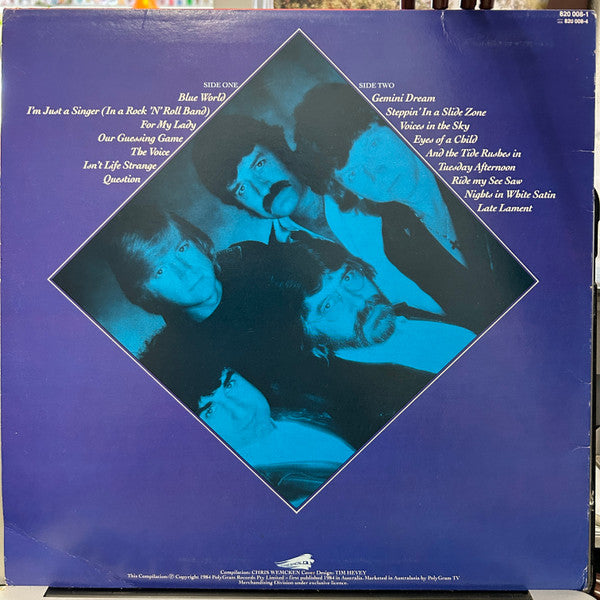 820 008-1
820 008-4
SIDE ONE
Blue World
I'm Just a Singer (In a Rock 'N' Roll Band)
For My Lady
Our Guessing Game
The Voice
Isn't Life Strange
Question
SIDE TWO
Gemini Dream
Steppin' In a Slide Zone
Voices in the Sky
Eyes of a Child
And the Tide Rushes in
Tuesday Afternoon
Ride my See Saw
Nights in White Satin
Late Lament
Compilation: CHRIS WEMCKEN Cover Design: TIM HEVEY
This Compilation: Ⓟ Copyright 1984 PolyGram Records Pty Limited – first published 1984 in Australia. Marketed in Australasia by PolyGram TV
Merchandising Division under exclusive licence.